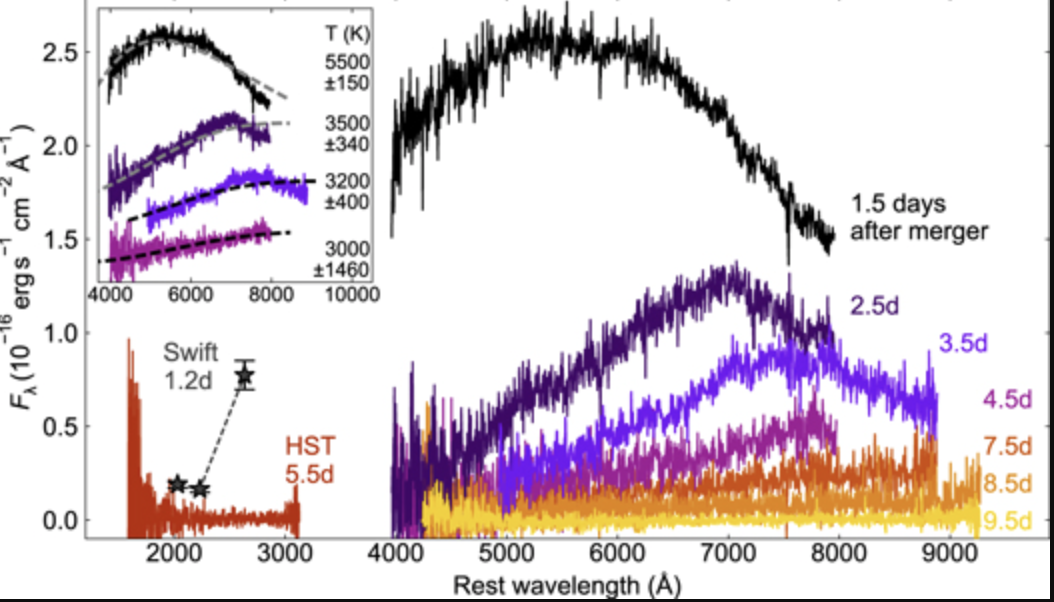 F_λ (10⁻¹⁶ erg s⁻¹ cm⁻² Å⁻¹)
2.5
2.0
1.5
1.0
0.5
0.0
T (K)
5500
±150
3500
±340
3200
±400
3000
±1460
4000 6000 8000 10000
1.5 days
after merger
2.5d
3.5d
4.5d
7.5d
8.5d
9.5d
Swift
1.2d
HST
5.5d
2000 3000 4000 5000 6000 7000 8000 9000
Rest wavelength (Å)